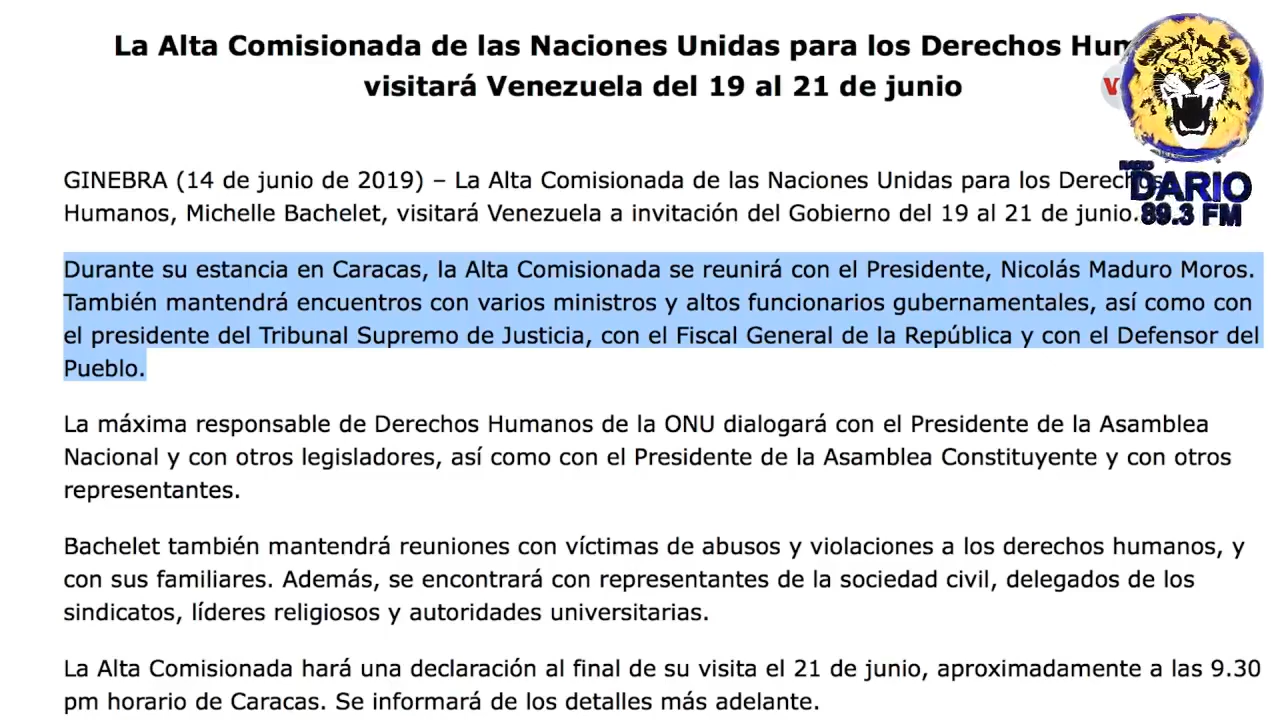 La Alta Comisionada de las Naciones Unidas para los Derechos
visitará Venezuela del 19 al 21 de junio
RADIO
DARIO
89.3 FM
GINEBRA (14 de junio de 2019) – La Alta Comisionada de las Naciones Unidas para los Derechos
Humanos, Michelle Bachelet, visitará Venezuela a invitación del Gobierno del 19 al 21 de junio.
Durante su estancia en Caracas, la Alta Comisionada se reunirá con el Presidente, Nicolás Maduro Moros.
También mantendrá encuentros con varios ministros y altos funcionarios gubernamentales, así como con
el presidente del Tribunal Supremo de Justicia, con el Fiscal General de la República y con el Defensor del
Pueblo.
La máxima responsable de Derechos Humanos de la ONU dialogará con el Presidente de la Asamblea
Nacional y con otros legisladores, así como con el Presidente de la Asamblea Constituyente y con otros
representantes.
Bachelet también mantendrá reuniones con víctimas de abusos y violaciones a los derechos humanos, y
con sus familiares. Además, se encontrará con representantes de la sociedad civil, delegados de los
sindicatos, líderes religiosos y autoridades universitarias.
La Alta Comisionada hará una declaración al final de su visita el 21 de junio, aproximadamente a las 9.30
pm horario de Caracas. Se informará de los detalles más adelante.